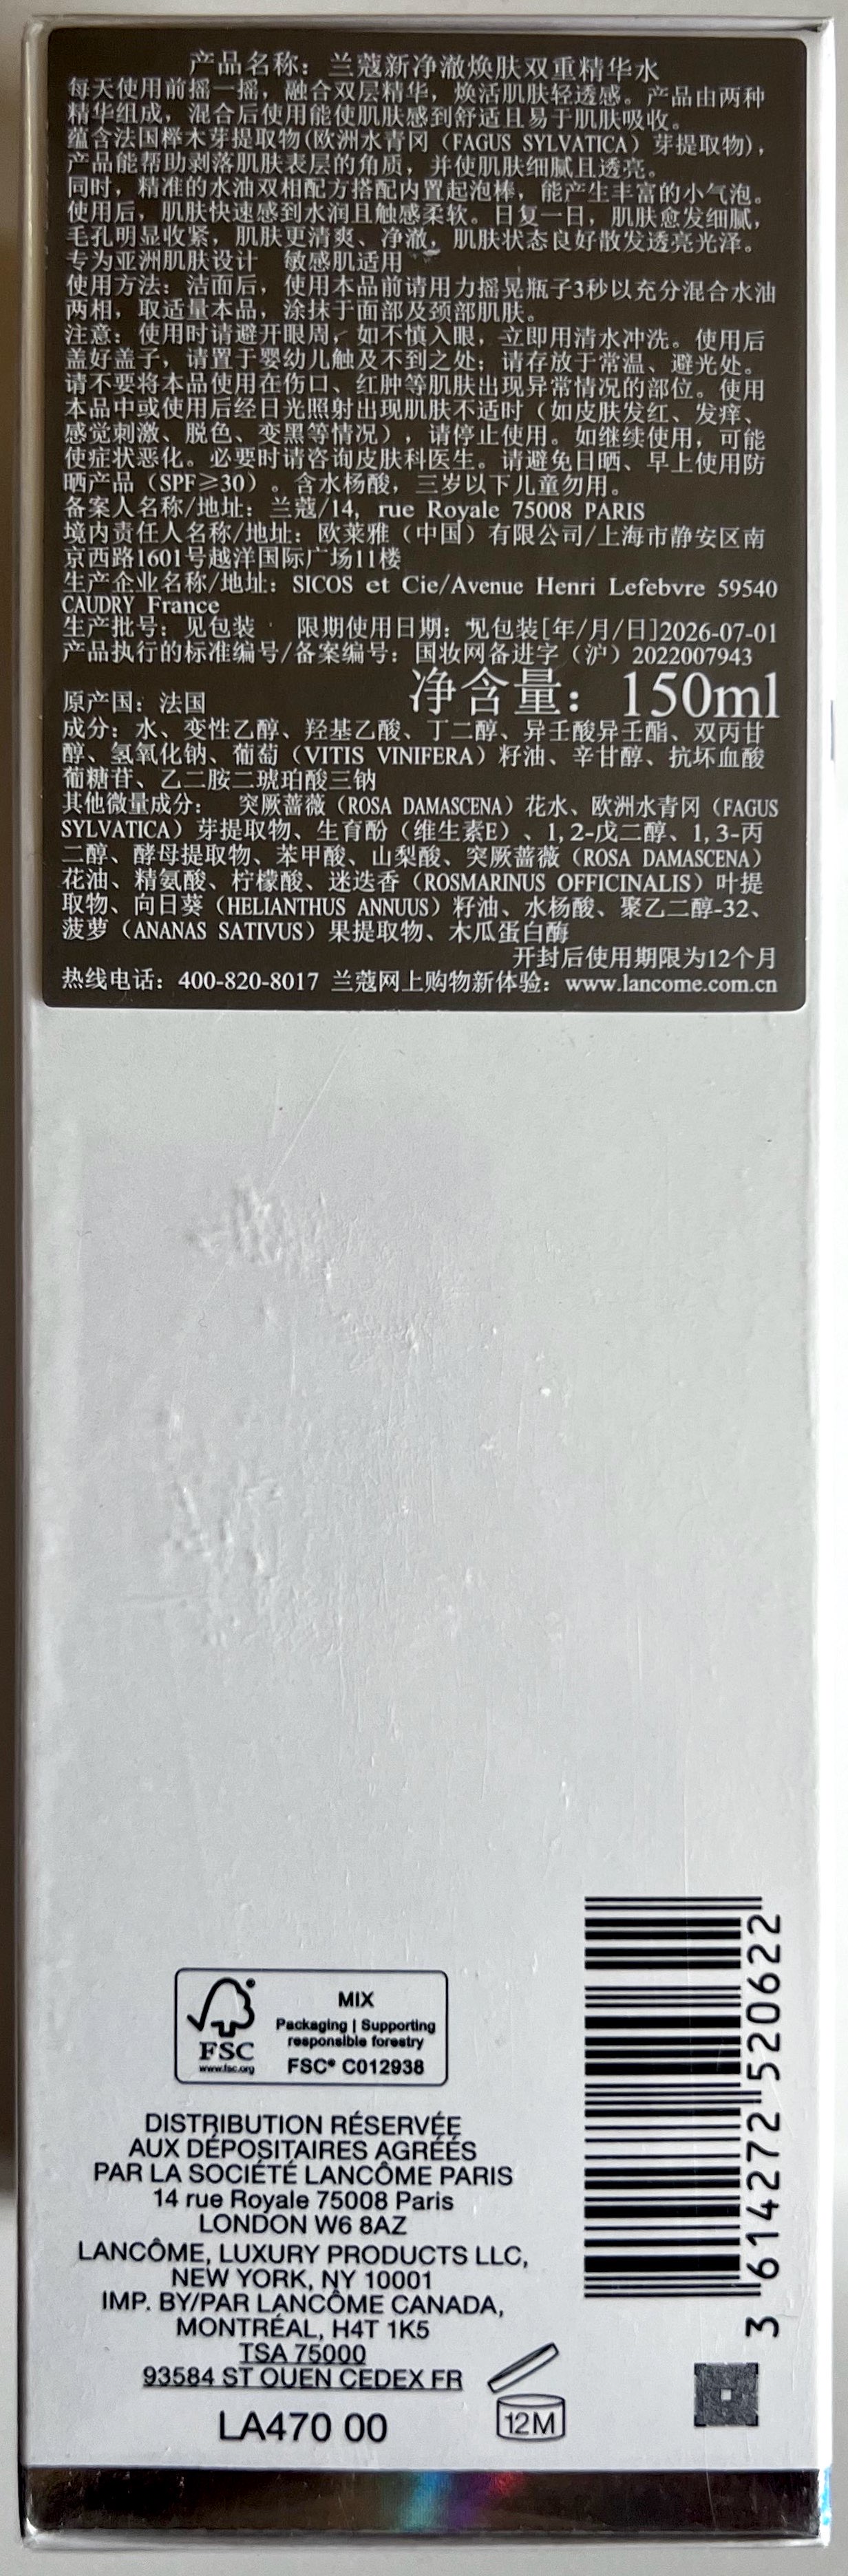 产品名称：兰蔻新净澈焕肤双重精华水
每天使用前摇一摇，融合双层精华，焕活肌肤轻透感。产品由两种
精华组成，混合后使用能使肌肤感到舒适且易于肌肤吸收。
蕴含法国榉木芽提取物(欧洲水青冈（FAGUS SYLVATICA）芽提取物)，
产品能帮助剥落肌肤表层的角质，并使肌肤细腻且透亮。
同时，精准的水油双相配方搭配内置起泡棒，能产生丰富的小气泡。
使用后，肌肤快速感到水润且触感柔软。日复一日，肌肤愈发细腻，
毛孔明显收紧，肌肤更清爽、净澈，肌肤状态良好散发透亮光泽。
专为亚洲肌肤设计 敏感肌适用
使用方法：洁面后，使用本品前请用力摇晃瓶子3秒以充分混合水油
两相，取适量本品，涂抹于面部及颈部肌肤。
注意：使用时请避开眼周，如不慎入眼，立即用清水冲洗。使用后
盖好盖子，请置于婴幼儿触及不到之处；请存放于常温、避光处。
请不要将本品使用在伤口、红肿等肌肤出现异常情况的部位。使用
本品中或使用后经日光照射出现肌肤不适时（如皮肤发红、发痒、
感觉刺激、脱色、变黑等情况），请停止使用。如继续使用，可能
使症状恶化。必要时请咨询皮肤科医生。请避免日晒、早上使用防
晒产品（SPF≥30）。含水杨酸，三岁以下儿童勿用。
备案人名称/地址：兰蔻/14, rue Royale 75008 PARIS
境内责任人名称/地址：欧莱雅（中国）有限公司/上海市静安区南
京西路1601号越洋国际广场11楼
生产企业名称/地址：SICOS et Cie/Avenue Henri Lefebvre 59540
CAUDRY France
生产批号：见包装 限期使用日期：见包装[年/月/日]2026-07-01
产品执行的标准编号/备案编号：国妆网备进字（沪）2022007943
原产国：法国 净含量：150ml
成分：水、变性乙醇、羟基乙酸、丁二醇、异壬酸异壬酯、双丙甘
醇、氢氧化钠、葡萄（VITIS VINIFERA）籽油、辛甘醇、抗坏血酸
葡糖苷、乙二胺二琥珀酸三钠
其他微量成分： 突厥蔷薇（ROSA DAMASCENA）花水、欧洲水青冈（FAGUS
SYLVATICA）芽提取物、生育酚（维生素E）、1,2-戊二醇、1,3-丙
二醇、酵母提取物、苯甲酸、山梨酸、突厥蔷薇（ROSA DAMASCENA）
花油、精氨酸、柠檬酸、迷迭香（ROSMARINUS OFFICINALIS）叶提
取物、向日葵（HELIANTHUS ANNUUS）籽油、水杨酸、聚乙二醇-32、
菠萝（ANANAS SATIVUS）果提取物、木瓜蛋白酶
开封后使用期限为12个月
热线电话：400-820-8017 兰蔻网上购物新体验：www.lancome.com.cn
FSC
www.fsc.org
MIX
Packaging | Supporting
responsible forestry
FSC® C012938
DISTRIBUTION RÉSERVÉE
AUX DÉPOSITAIRES AGRÉÉS
PAR LA SOCIÉTÉ LANCÔME PARIS
14 rue Royale 75008 Paris
LONDON W6 8AZ
LANCÔME, LUXURY PRODUCTS LLC,
NEW YORK, NY 10001
IMP. BY/PAR LANCÔME CANADA,
MONTRÉAL, H4T 1K5
TSA 75000
93584 ST OUEN CEDEX FR
LA470 00
12M
3 614272 520622